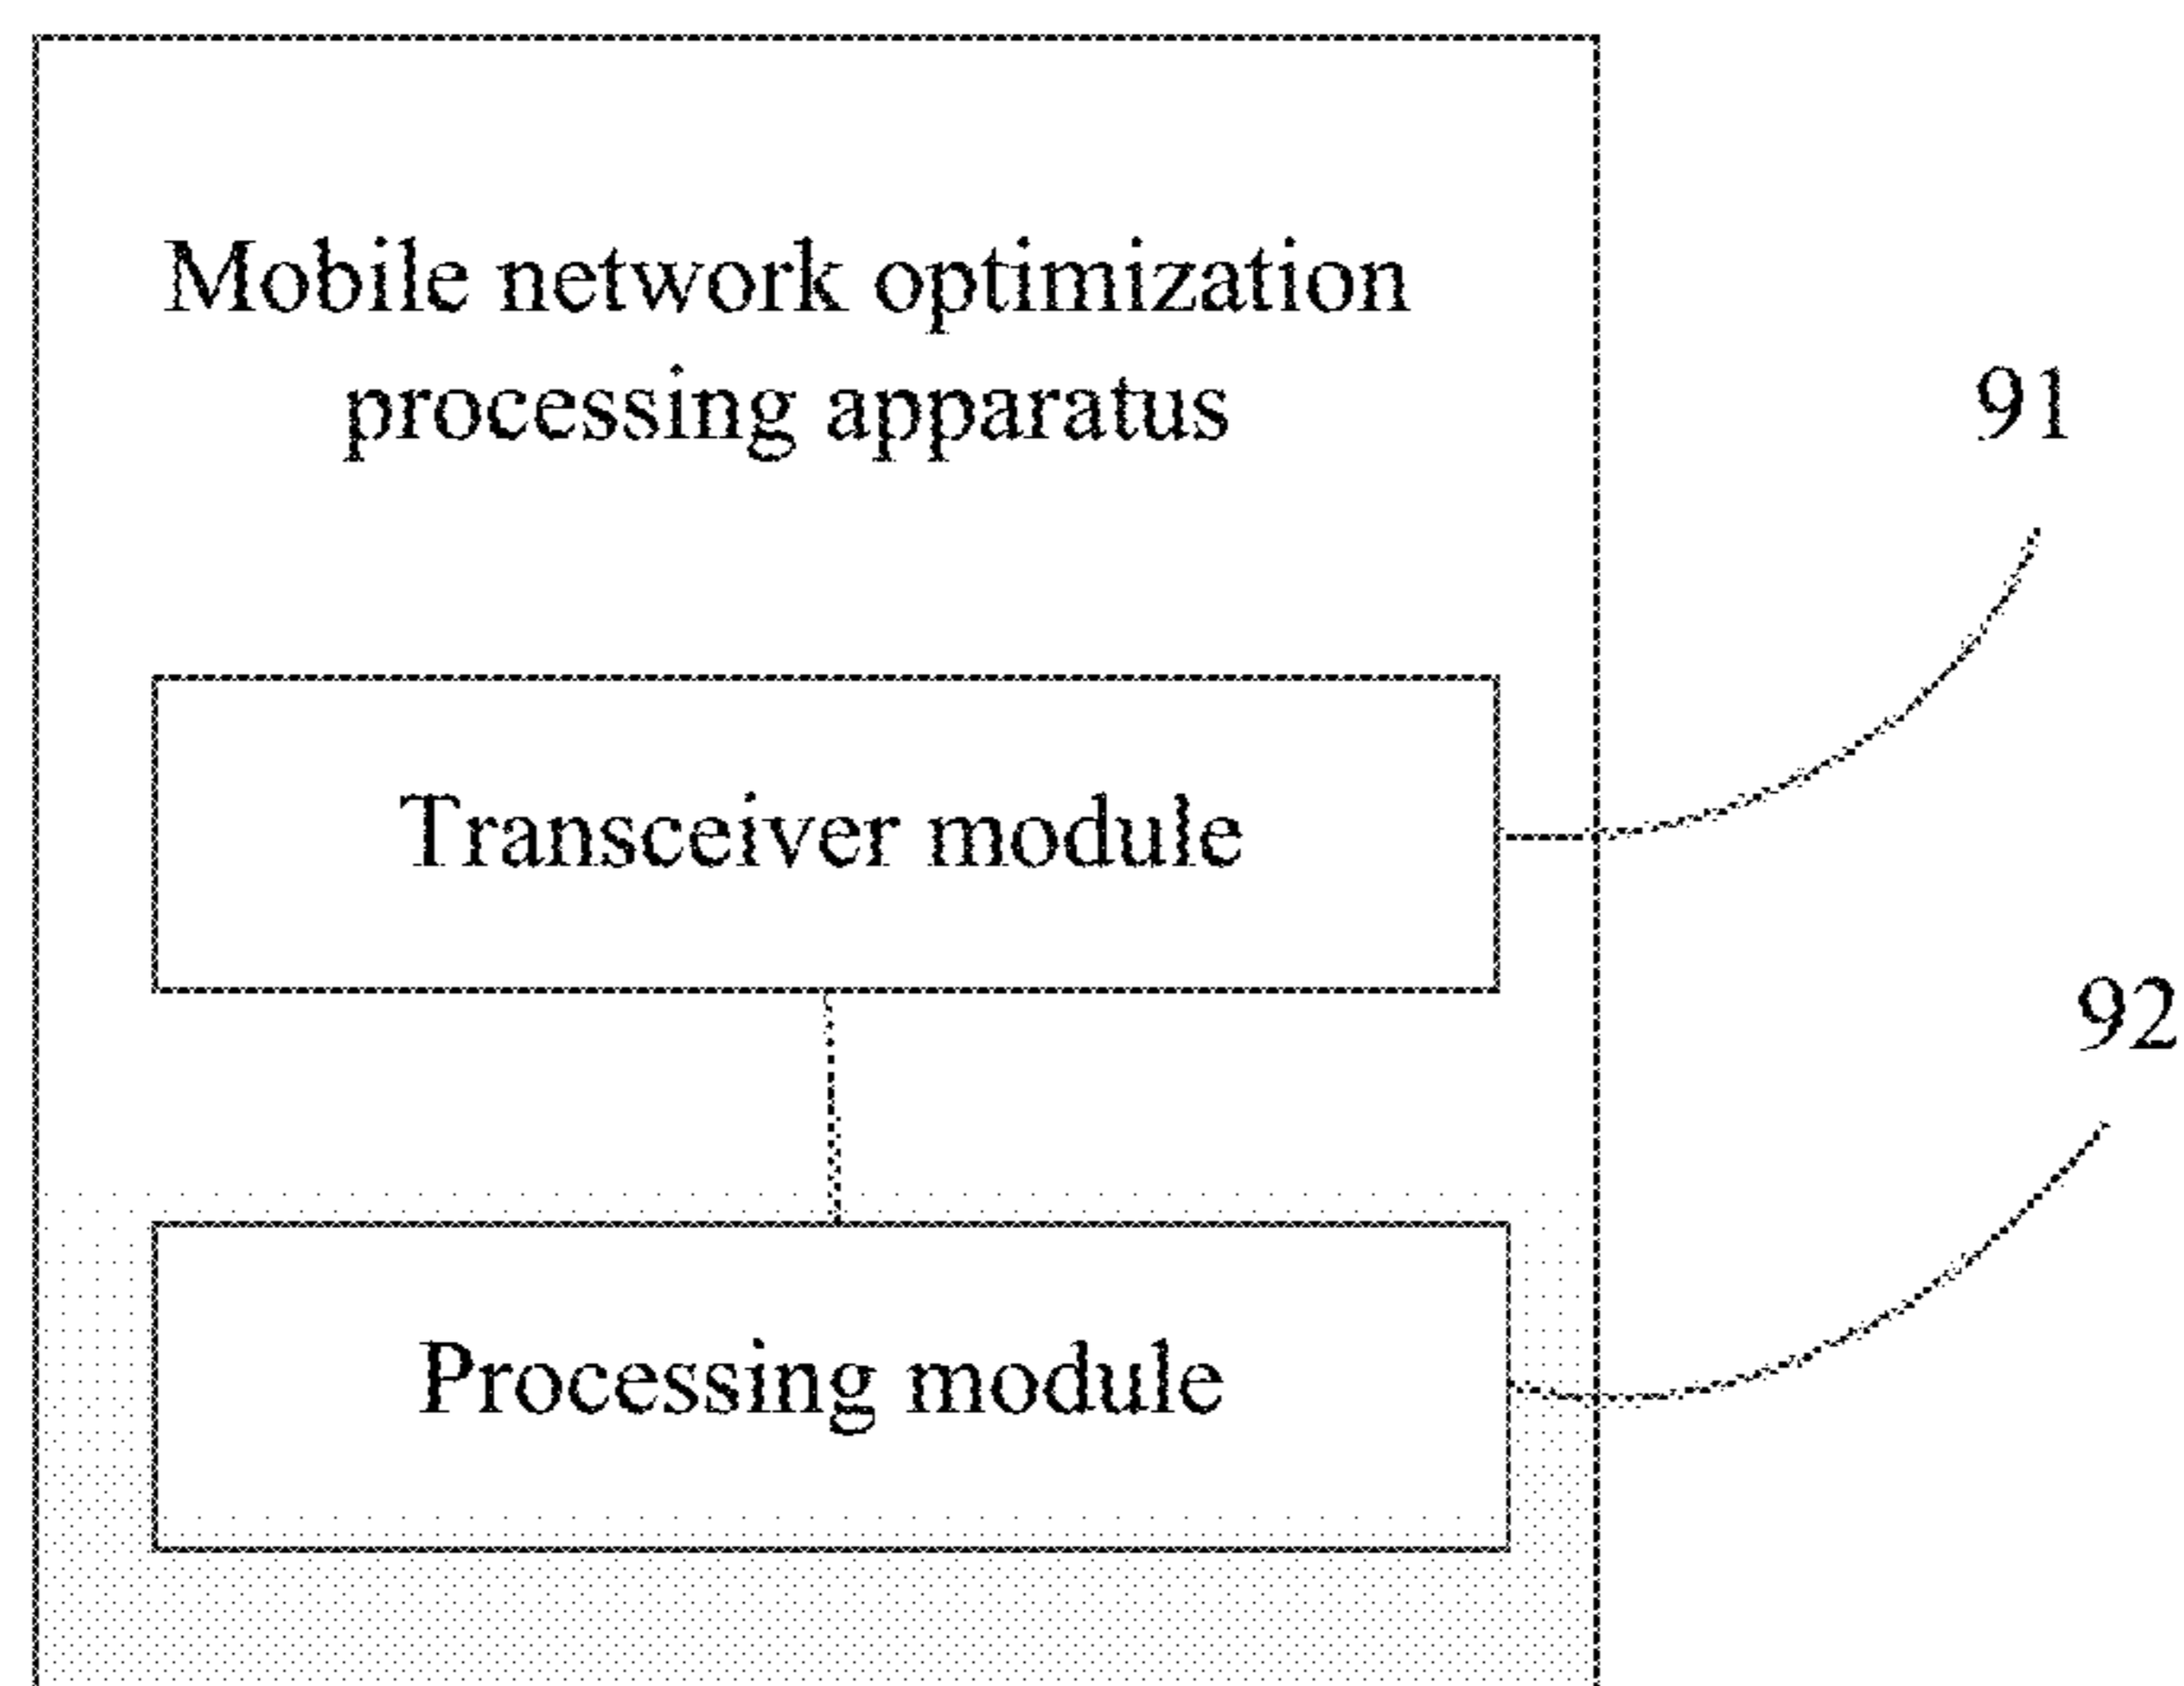 Mobile network optimization
processing apparatus
91
Transceiver module
92
Processing module